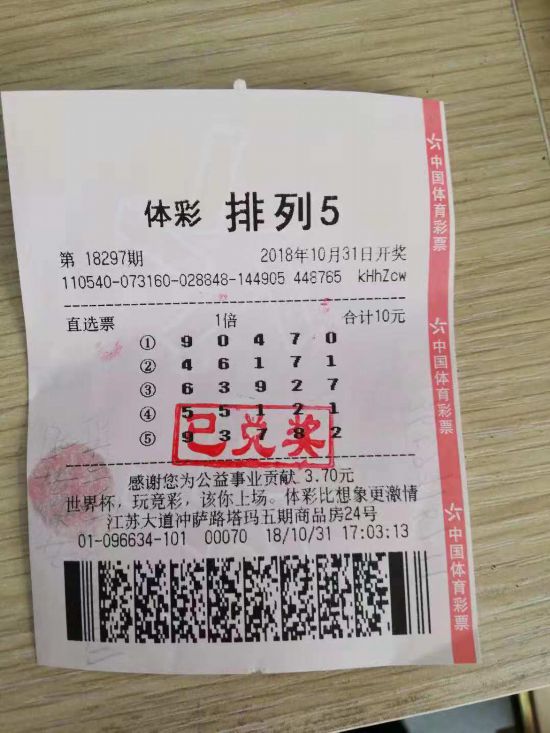 体彩 排列5
第 18297期 2018年10月31日开奖
110540-073160-028848-144905 448765 kHhZcw
直选票 1倍 合计10元
① 9 0 4 7 0
② 4 6 1 7 1
③ 6 3 9 2 7
④ 5 5 1 2 1
⑤ 9 3 7 8 2
已兑奖
感谢您为公益事业贡献 3.70元
世界杯，玩竞彩，该你上场。体彩比想象更激情
江苏大道冲萨路塔玛五期商品房24号
01-096634-101 00070 18/10/31 17:03:13
中国体育彩票
中国体育彩票
中国体育彩票